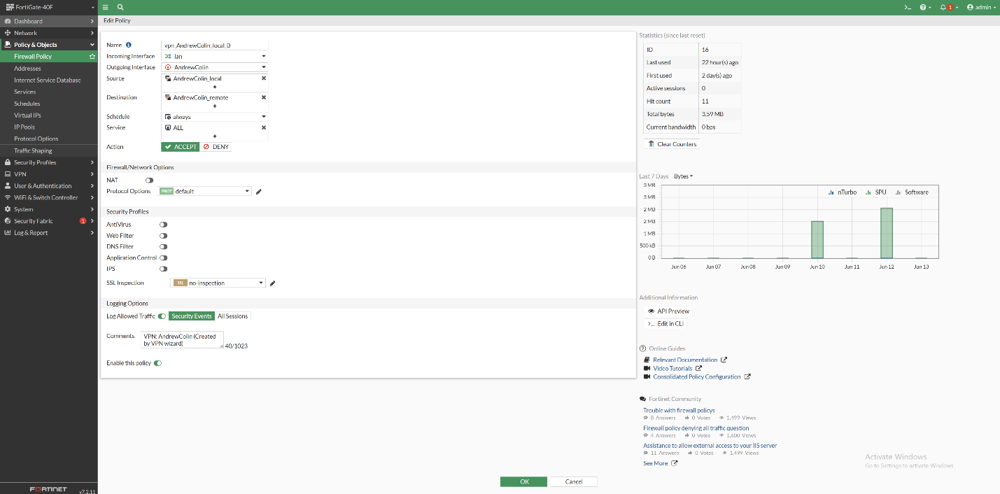 FortiGate-40F
1
admin
Dashboard
Network
Policy & Objects
Firewall Policy
Addresses
Internet Service Database
Services
Schedules
Virtual IPs
IP Pools
Protocol Options
Traffic Shaping
Security Profiles
VPN
User & Authentication
WiFi & Switch Controller
System
Security Fabric 1
Log & Report
FORTINET
v7.2.11
Edit Policy
Name vpn_AndrewColin_local_0
Incoming Interface lan
Outgoing Interface AndrewColin
Source AndrewColin_local
+
Destination AndrewColin_remote
+
Schedule always
Service ALL
+
Action ACCEPT DENY
Firewall/Network Options
NAT
Protocol Options PROT default
Security Profiles
AntiVirus
Web Filter
DNS Filter
Application Control
IPS
SSL Inspection SSL no-inspection
Logging Options
Log Allowed Traffic Security Events All Sessions
Comments VPN: AndrewColin (Created
by VPN wizard) 40/1023
Enable this policy
OK Cancel
Statistics (since last reset)
ID 16
Last used 22 hour(s) ago
First used 2 day(s) ago
Active sessions 0
Hit count 11
Total bytes 3.59 MB
Current bandwidth 0 bps
Clear Counters
Last 7 Days Bytes
nTurbo SPU Software
3 MB
3 MB
2 MB
2 MB
1 MB
500 kB
0 B
Jun 06 Jun 07 Jun 08 Jun 09 Jun 10 Jun 11 Jun 12 Jun 13
Additional Information
API Preview
>_ Edit in CLI
Online Guides
Relevant Documentation
Video Tutorials
Consolidated Policy Configuration
Fortinet Community
Trouble with firewall policys
8 Answers 0 Votes 1,499 Views
Firewall policy denying all traffic question
4 Answers 0 Votes 1,600 Views
Assistance to allow external access to your IIS server
11 Answers 0 Votes 1,499 Views
See More
Activate Windows
Go to Settings to activate Windows.